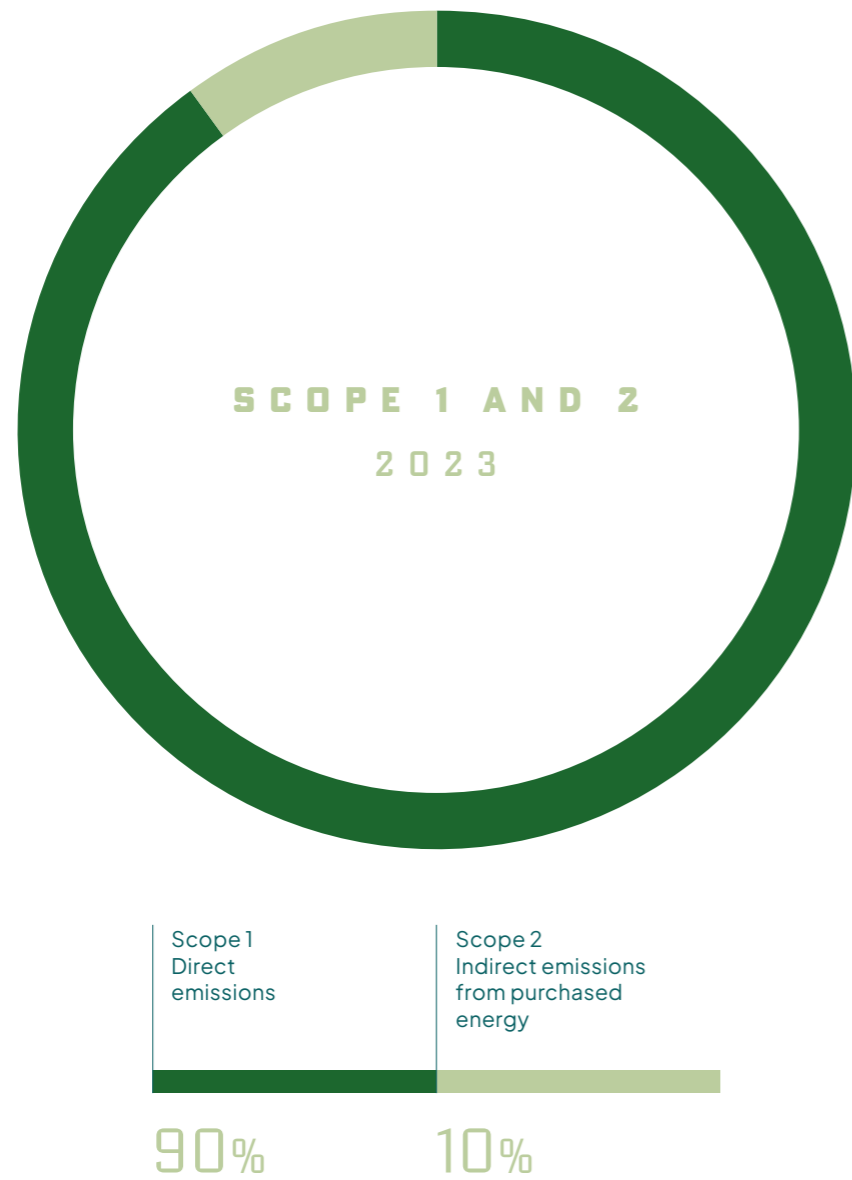 SCOPE 1 AND 2
2023
Scope 1
Direct
emissions
Scope 2
Indirect emissions
from purchased
energy
90%
10%